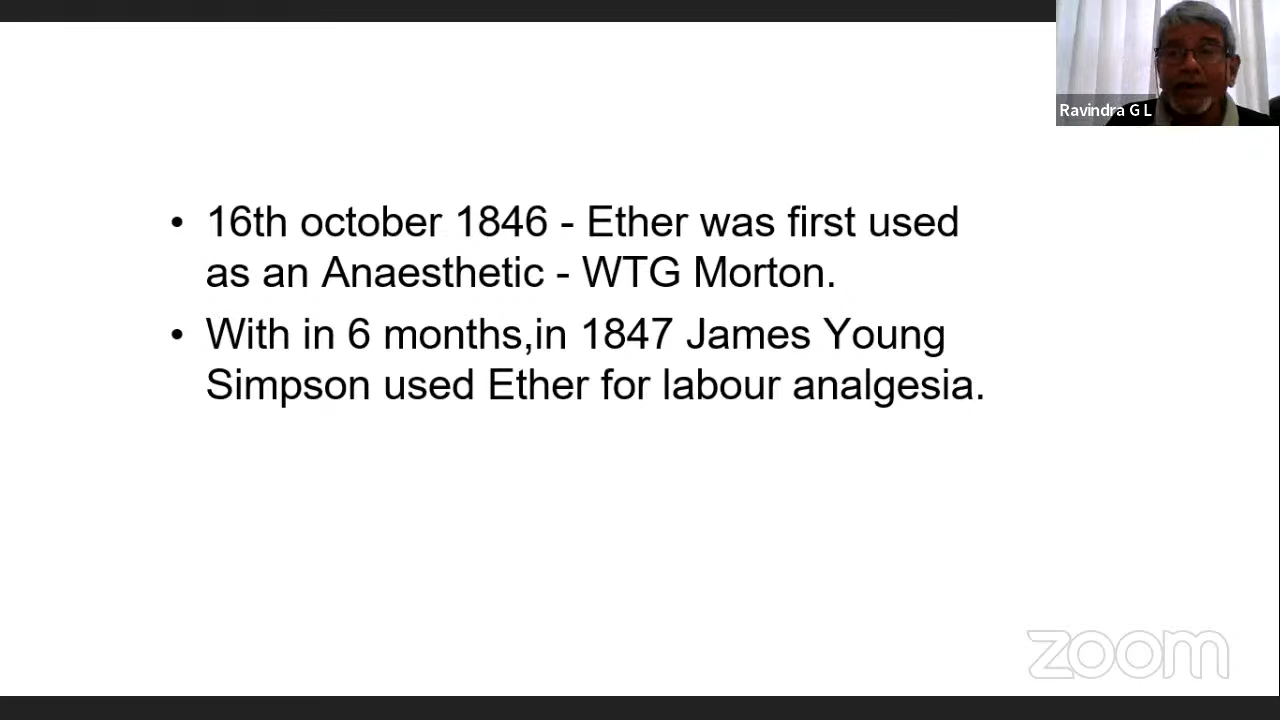 Ravindra G L
• 16th october 1846 - Ether was first used
as an Anaesthetic - WTG Morton.
• With in 6 months,in 1847 James Young
Simpson used Ether for labour analgesia.
zoom